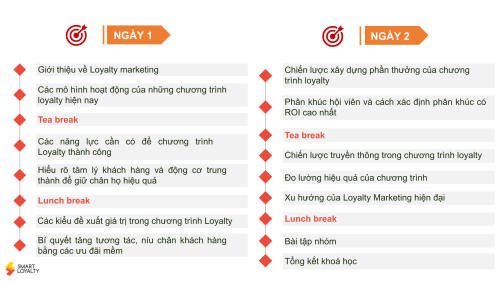 NGÀY 1
Giới thiệu về Loyalty marketing
Các mô hình hoạt động của những chương trình
loyalty hiện nay
Tea break
Các năng lực cần có để chương trình
Loyalty thành công
Hiểu rõ tâm lý khách hàng và động cơ trung
thành để giữ chân họ hiệu quả
Lunch break
Các kiểu đề xuất giá trị trong chương trình Loyalty
Bí quyết tăng tương tác, níu chân khách hàng
bằng các ưu đãi mềm
NGÀY 2
Chiến lược xây dựng phần thưởng của chương
trình loyalty
Phân khúc hội viên và cách xác định phân khúc có
ROI cao nhất
Tea break
Chiến lược truyền thông trong chương trình loyalty
Đo lường hiệu quả của chương trình
Xu hướng của Loyalty Marketing hiện đại
Lunch break
Bài tập nhóm
Tổng kết khoá học
SMART
LOYALTY